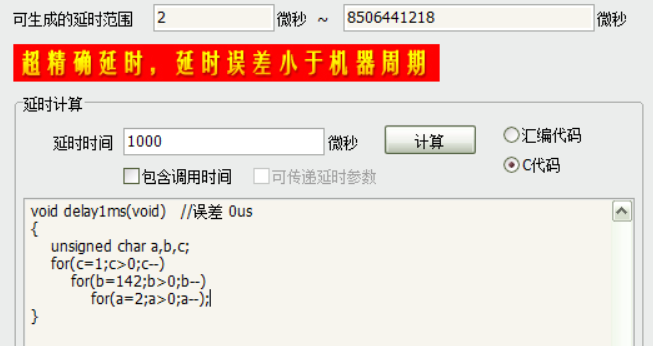 可生成的延时范围 2 微秒 ~ 8506441218 微秒
超精确延时，延时误差小于机器周期
延时计算
延时时间 1000 微秒 计算 汇编代码
包含调用时间 可传递延时参数 C代码
void delay1ms(void)   //误差 0us
{
    unsigned char a,b,c;
    for(c=1;c>0;c--)
        for(b=142;b>0;b--)
            for(a=2;a>0;a--);
}